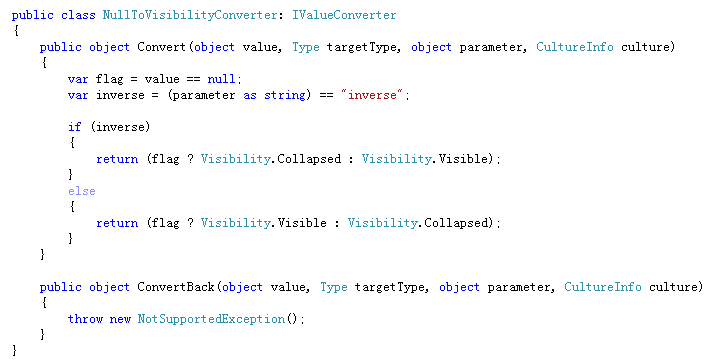 public class NullToVisibilityConverter: IValueConverter
{
    public object Convert(object value, Type targetType, object parameter, CultureInfo culture)
    {
        var flag = value == null;
        var inverse = (parameter as string) == "inverse";

        if (inverse)
        {
            return (flag ? Visibility.Collapsed : Visibility.Visible);
        }
        else
        {
            return (flag ? Visibility.Visible : Visibility.Collapsed);
        }
    }

    public object ConvertBack(object value, Type targetType, object parameter, CultureInfo culture)
    {
        throw new NotSupportedException();
    }
}